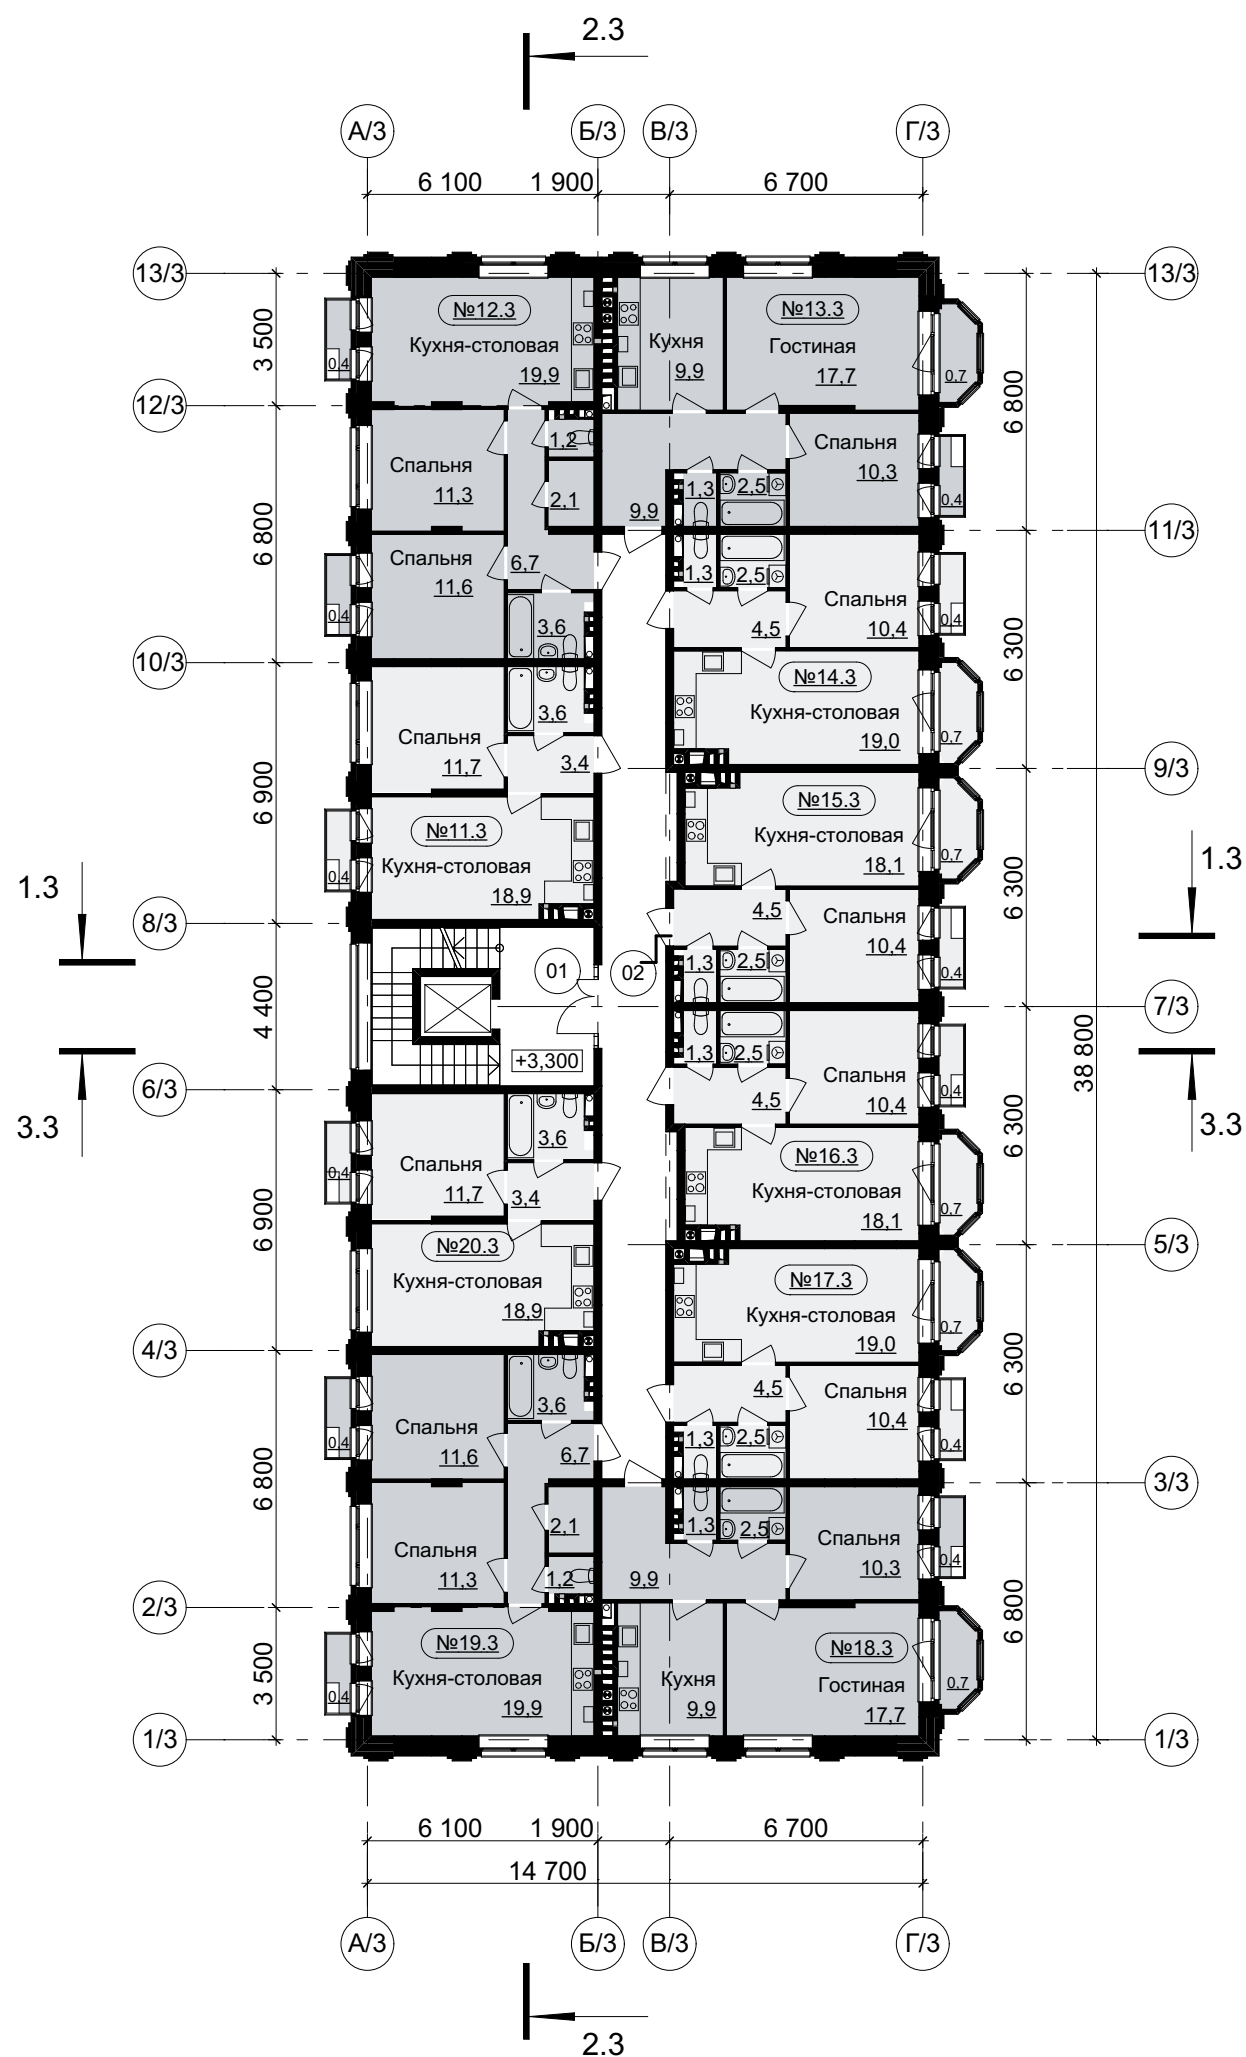 2.3
А/3 Б/3 В/3 Г/3
6 100 1 900 6 700
13/3 13/3
№12.3 №13.3
Кухня-столовая Кухня Гостиная
19,9 9,9 17,7
0,4 0,7
3 500
12/3
6 800
Спальня 1,2 Спальня
11,3 10,3
2,1 1,3 2,5 0,4
9,9
11/3
6 800
Спальня 6,7
11,6 1,3 2,5
Спальня
0,4 3,6 4,5 10,4 0,4
10/3
6 300
№14.3
3,6 Кухня-столовая
Спальня 19,0 0,7
11,7 3,4
9/3
6 900
№15.3
№11.3 Кухня-столовая
Кухня-столовая 18,1 0,7
0,4 18,9
1.3 1.3
6 300
8/3
4,5 Спальня
10,4
01 02 1,3 2,5 0,4
7/3
4 400
38 800
+3,300 1,3 2,5
Спальня
6/3 4,5 10,4 0,4
3.3 3.3
6 300
3,6
Спальня №16.3
0,4 11,7 3,4 Кухня-столовая
18,1 0,7
6 900
№20.3
5/3
Кухня-столовая №17.3
18,9 Кухня-столовая
19,0 0,7
4/3
6 300
3,6 4,5 Спальня
10,4
Спальня 1,3 2,5 0,4
0,4 11,6 6,7
3/3
6 800
2,1 1,3 2,5
Спальня Спальня
11,3 1,2 9,9 10,3 0,4
2/3
6 800
№19.3 №18.3
Кухня-столовая Кухня Гостиная
19,9 9,9 17,7
0,4 0,7
3 500
1/3 1/3
6 100 1 900 6 700
14 700
А/3 Б/3 В/3 Г/3
2.3